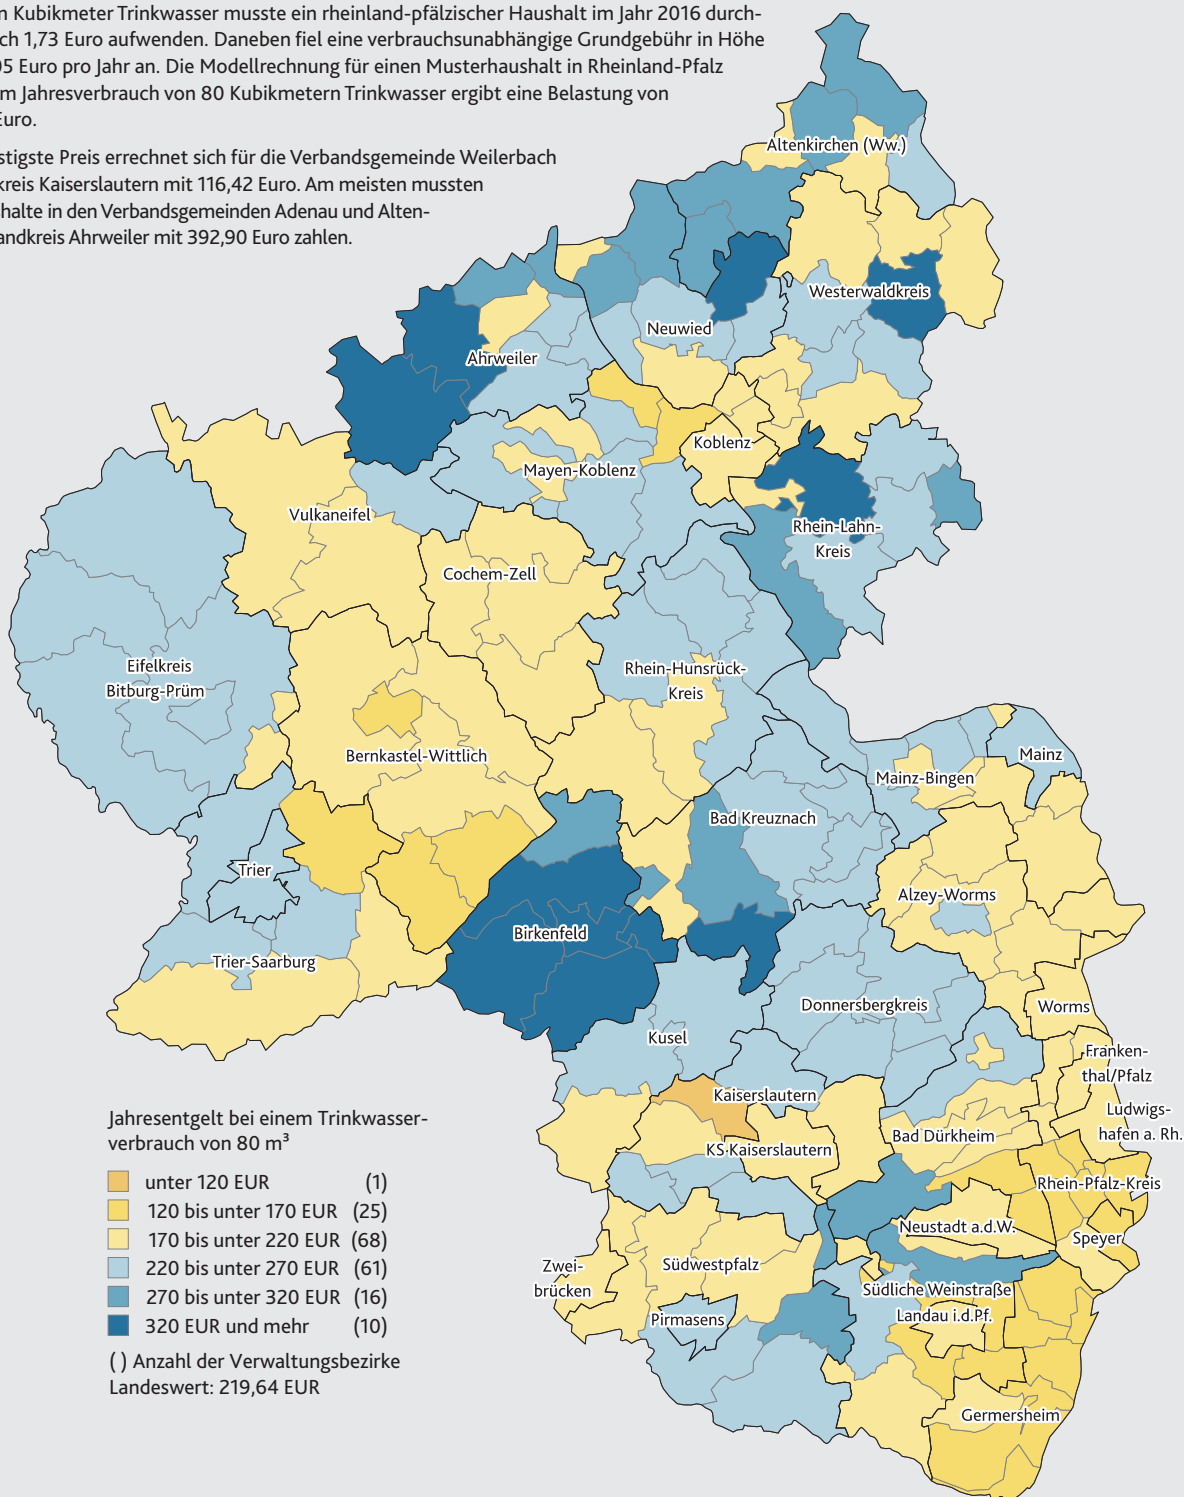 n Kubikmeter Trinkwasser musste ein rheinland-pfälzischer Haushalt im Jahr 2016 durch-
ch 1,73 Euro aufwenden. Daneben fiel eine verbrauchsunabhängige Grundgebühr in Höhe
95 Euro pro Jahr an. Die Modellrechnung für einen Musterhaushalt in Rheinland-Pfalz
m Jahresverbrauch von 80 Kubikmetern Trinkwasser ergibt eine Belastung von
Euro.
stigste Preis errechnet sich für die Verbandsgemeinde Weilerbach
kreis Kaiserslautern mit 116,42 Euro. Am meisten mussten
shalte in den Verbandsgemeinden Adenau und Alten-
andkreis Ahrweiler mit 392,90 Euro zahlen.
Altenkirchen (Ww.)
Westerwaldkreis
Neuwied
Ahrweiler
Koblenz
Mayen-Koblenz
Vulkaneifel
Rhein-Lahn-
Kreis
Cochem-Zell
Eifelkreis
Bitburg-Prüm
Rhein-Hunsrück-
Kreis
Bernkastel-Wittlich
Mainz
Mainz-Bingen
Bad Kreuznach
Trier
Alzey-Worms
Birkenfeld
Trier-Saarburg
Donnersbergkreis
Worms
Kusel
Franken-
thal/Pfalz
Kaiserslautern
Ludwigs-
hafen a. Rh.
Bad Dürkheim
KS-Kaiserslautern
Rhein-Pfalz-Kreis
Neustadt a.d.W.
Speyer
Zwei-
brücken
Südwestpfalz
Südliche Weinstraße
Landau i.d.Pf.
Pirmasens
Germersheim
Jahresentgelt bei einem Trinkwasser-
verbrauch von 80 m³
unter 120 EUR (1)
120 bis unter 170 EUR (25)
170 bis unter 220 EUR (68)
220 bis unter 270 EUR (61)
270 bis unter 320 EUR (16)
320 EUR und mehr (10)
( ) Anzahl der Verwaltungsbezirke
Landeswert: 219,64 EUR